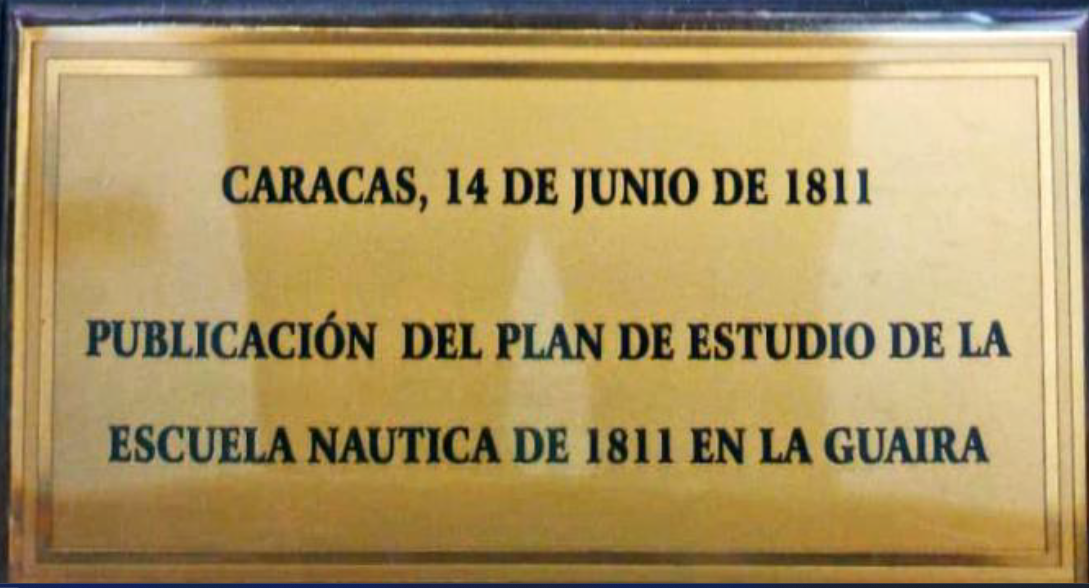 CARACAS, 14 DE JUNIO DE 1811
PUBLICACIÓN DEL PLAN DE ESTUDIO DE LA
ESCUELA NAUTICA DE 1811 EN LA GUAIRA